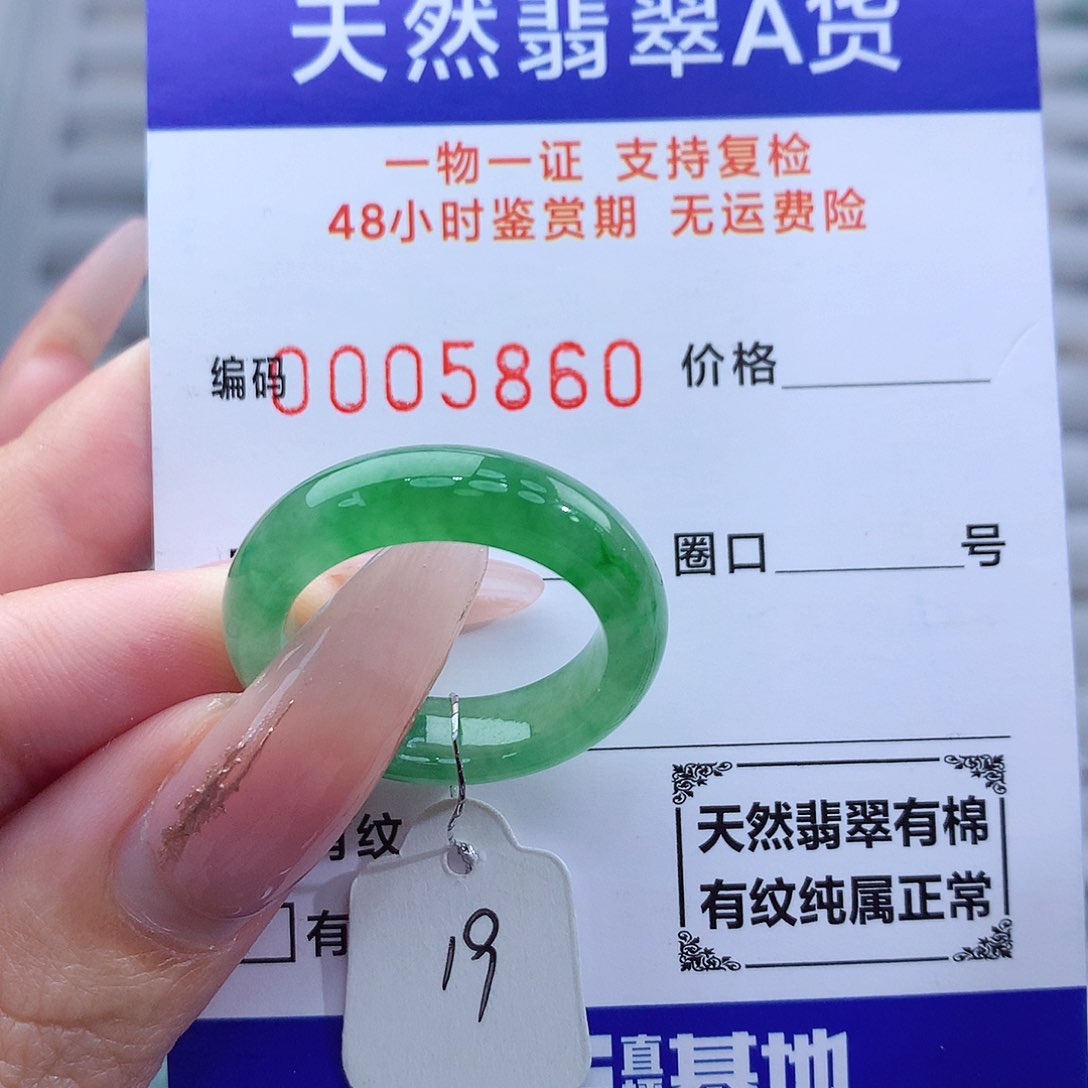 天然翡翠A货
一物一证 支持复检
48小时鉴赏期 无运费险
编码0005860 价格
圈口 号
有纹
有
天然翡翠有棉
有纹纯属正常
19
直播基地